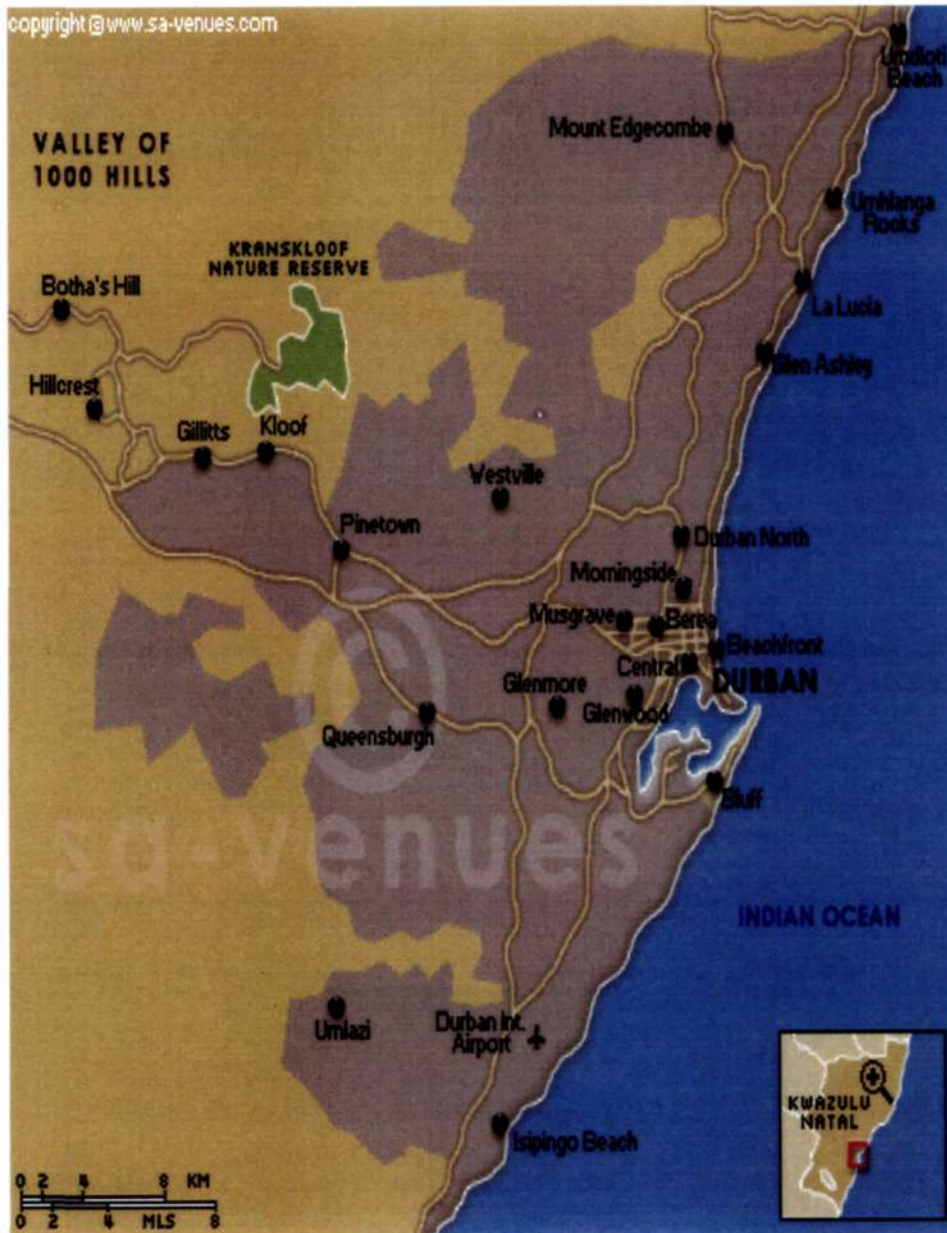 copyright@www.sa-venues.com
Umdloti
Beach
Mount Edgecombe
VALLEY OF
1000 HILLS
Umhlanga
Rocks
KRANSKLOOF
NATURE RESERVE
Botha's Hill
La Lucia
Glen Ashley
Hillcrest
Gillitts
Kloof
Westville
Pinetown
Durban North
Morningside
Musgrave
Berea
Beachfront
Central
DURBAN
Glenmore
Glenwood
Queensburgh
Bluff
©
sa-venues
INDIAN OCEAN
Umlazi
Durban Int.
Airport
KWAZULU
NATAL
Isipingo Beach
0 2 4 8 KM
0 2 4 MLS 8